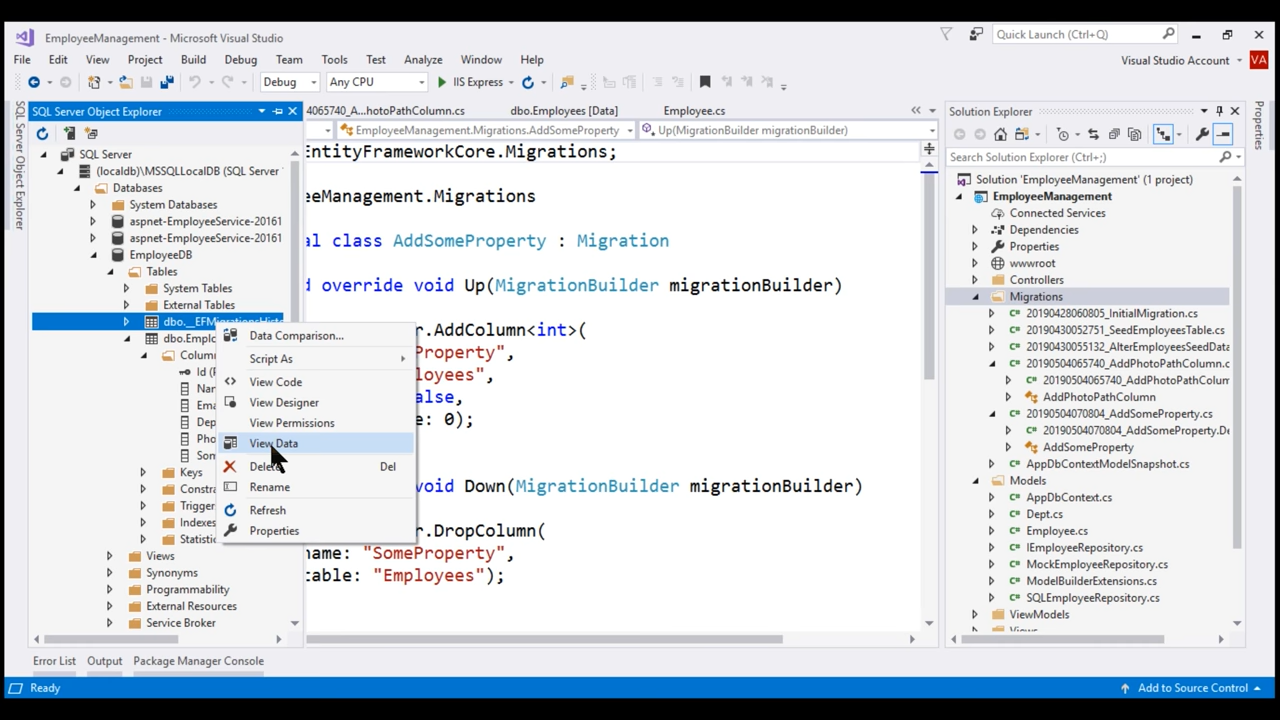 EmployeeManagement - Microsoft Visual Studio
Quick Launch (Ctrl+Q)
File Edit View Project Build Debug Team Tools Test Analyze Window Help
Visual Studio Account VA
Debug Any CPU IIS Express
SQL Server Object Explorer
4065740_A...hotoPathColumn.cs dbo.Employees [Data] Employee.cs
Solution Explorer
Properties
SQL Server Object Explorer
EmployeeManagement.Migrations.AddSomeProperty Up(MigrationBuilder migrationBuilder)
Search Solution Explorer (Ctrl+;)
SQL Server
(localdb)\MSSQLLocalDB (SQL Server
Databases
System Databases
aspnet-EmployeeService-20161
aspnet-EmployeeService-20161
EmployeeDB
Tables
System Tables
External Tables
dbo.__EFMigrationsHisto
dbo.Emplo
Column
Id (
Nar
Ema
Dep
Pho
Son
Keys
Constra
Trigger
Indexes
Statistic
Views
Synonyms
Programmability
External Resources
Service Broker
Data Comparison...
Script As
View Code
View Designer
View Permissions
View Data
Delete Del
Rename
Refresh
Properties
EntityFrameworkCore.Migrations;
eeManagement.Migrations
al class AddSomeProperty : Migration
d override void Up(MigrationBuilder migrationBuilder)
r.AddColumn<int>(
Property",
loyees",
alse,
e: 0);
void Down(MigrationBuilder migrationBuilder)
r.DropColumn(
name: "SomeProperty",
table: "Employees");
Solution 'EmployeeManagement' (1 project)
EmployeeManagement
Connected Services
Dependencies
Properties
wwwroot
Controllers
Migrations
20190428060805_InitialMigration.cs
20190430052751_SeedEmployeesTable.cs
20190430055132_AlterEmployeesSeedData
20190504065740_AddPhotoPathColumn.c
20190504065740_AddPhotoPathColum
AddPhotoPathColumn
20190504070804_AddSomeProperty.cs
20190504070804_AddSomeProperty.De
AddSomeProperty
AppDbContextModelSnapshot.cs
Models
AppDbContext.cs
Dept.cs
Employee.cs
IEmployeeRepository.cs
MockEmployeeRepository.cs
ModelBuilderExtensions.cs
SQLEmployeeRepository.cs
ViewModels
Views
Error List Output Package Manager Console
Ready
Add to Source Control